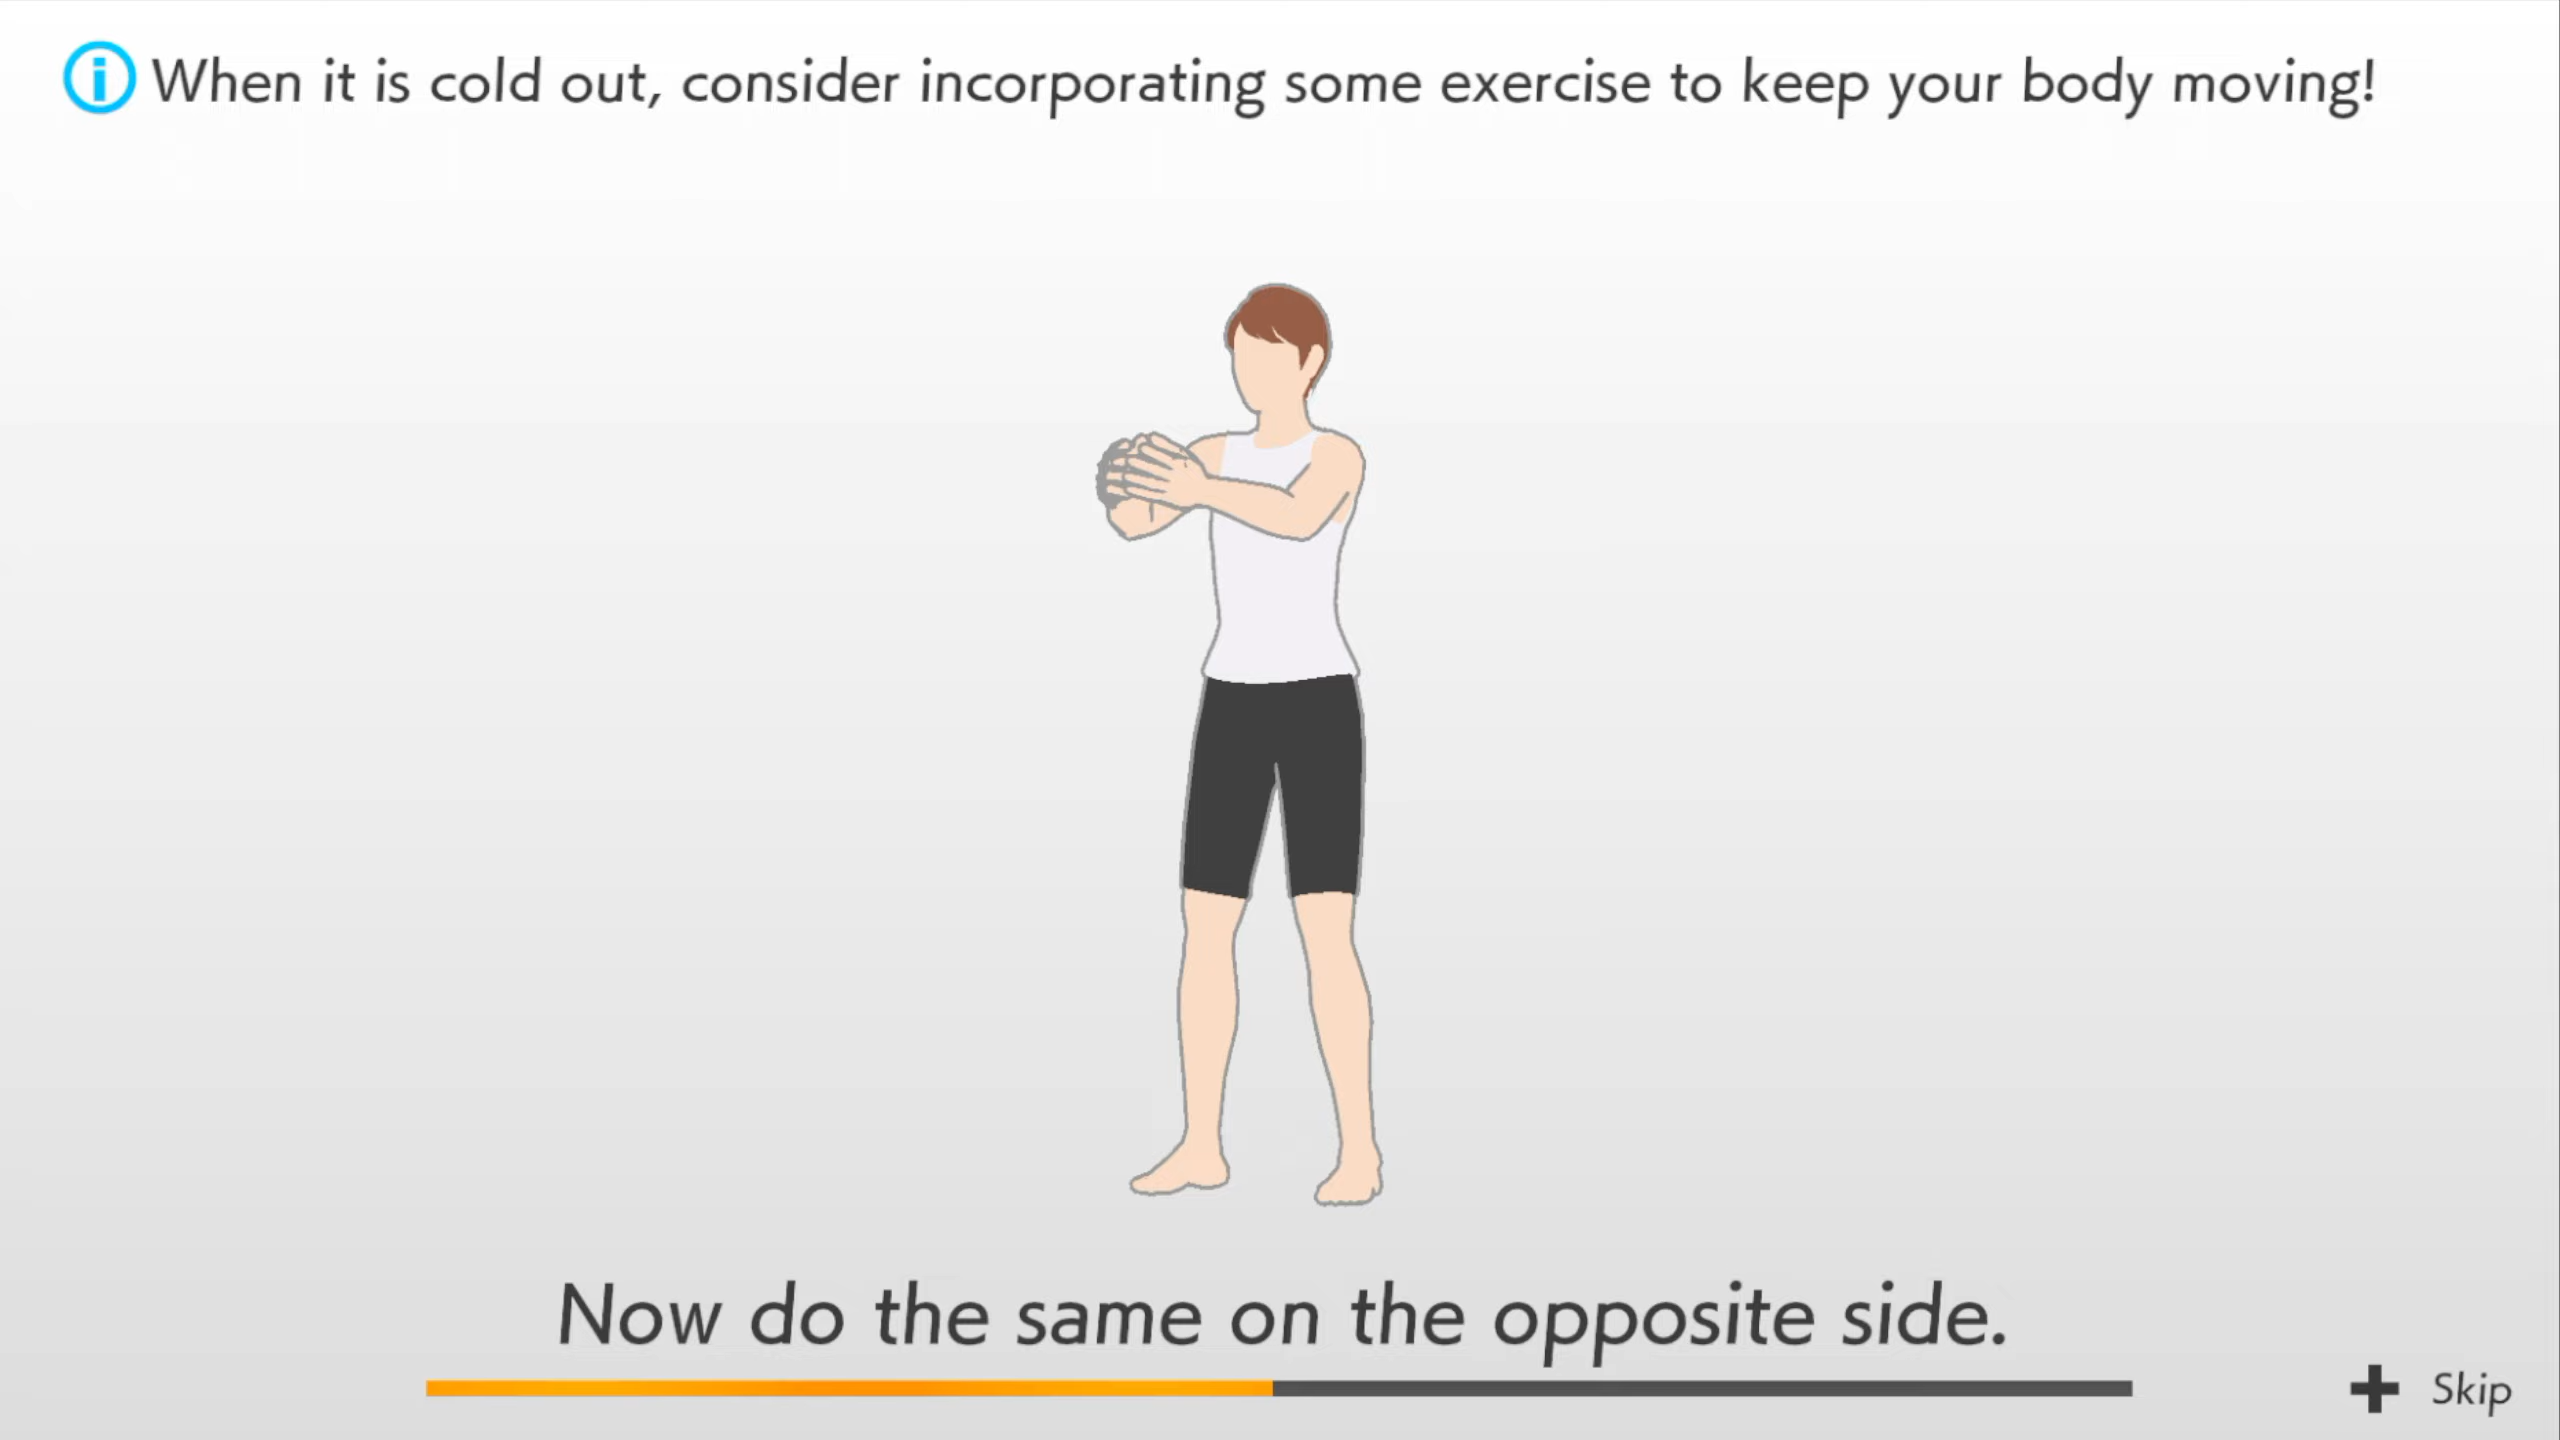 When it is cold out, consider incorporating some exercise to keep your body moving!
Now do the same on the opposite side.
Skip